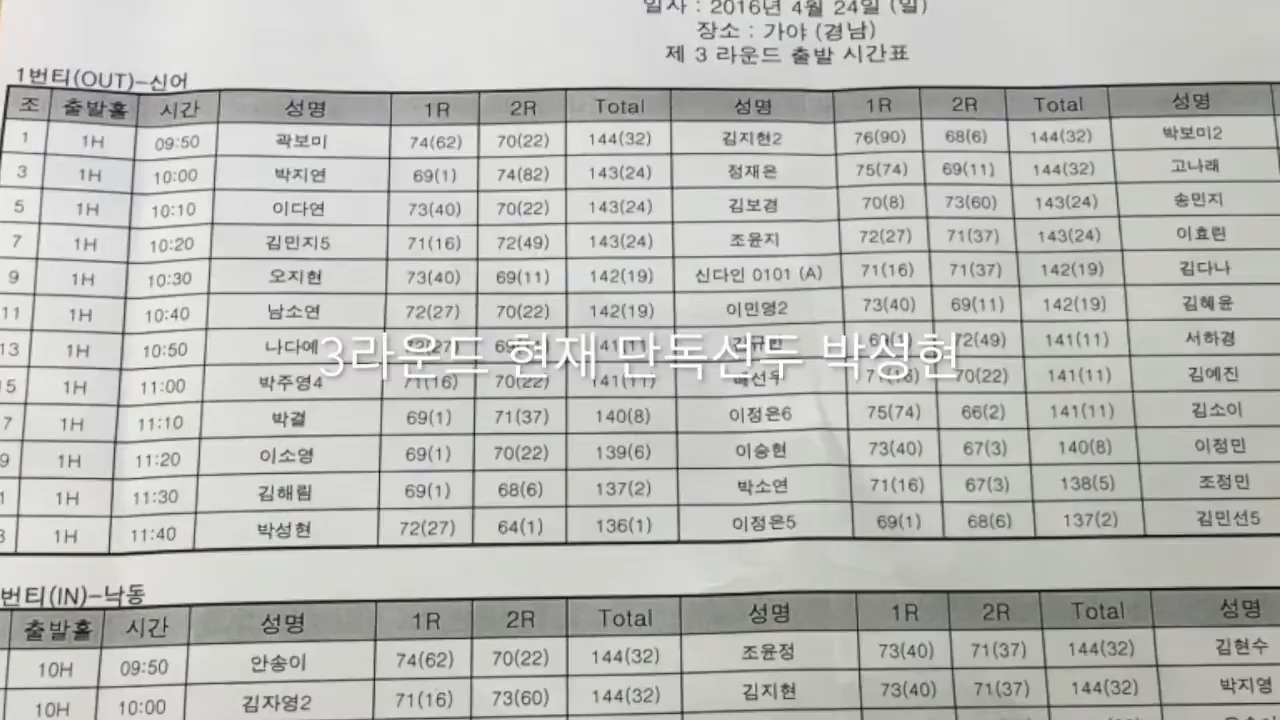 일자 : 2016년 4월 24일 (일)
장소 : 가야 (경남)
제 3 라운드 출발 시간표
1번티(OUT)-신어
조 출발홀 시간 성명 1R 2R Total 성명 1R 2R Total 성명
1 1H 09:50 곽보미 74(62) 70(22) 144(32) 김지현2 76(90) 68(6) 144(32) 박보미2
3 1H 10:00 박지연 69(1) 74(82) 143(24) 정재은 75(74) 69(11) 144(32) 고나래
5 1H 10:10 이다연 73(40) 70(22) 143(24) 김보경 70(8) 73(60) 143(24) 송민지
7 1H 10:20 김민지5 71(16) 72(49) 143(24) 조윤지 72(27) 71(37) 143(24) 이효린
9 1H 10:30 오지현 73(40) 69(11) 142(19) 신다인 0101 (A) 71(16) 71(37) 142(19) 김다나
11 1H 10:40 남소연 72(27) 70(22) 142(19) 이민영2 73(40) 69(11) 142(19) 김혜윤
13 1H 10:50 나다예 141(11) 72(49) 141(11) 서하경
3라운드 현재 단독선두 박성현
15 1H 11:00 박주영4 71(16) 70(22) 141(11) 배선우 71(16) 70(22) 141(11) 김예진
7 1H 11:10 박결 69(1) 71(37) 140(8) 이정은6 75(74) 66(2) 141(11) 김소이
9 1H 11:20 이소영 69(1) 70(22) 139(6) 이승현 73(40) 67(3) 140(8) 이정민
1 1H 11:30 김해림 69(1) 68(6) 137(2) 박소연 71(16) 67(3) 138(5) 조정민
3 1H 11:40 박성현 72(27) 64(1) 136(1) 이정은5 69(1) 68(6) 137(2) 김민선5
번티(IN)-낙동
출발홀 시간 성명 1R 2R Total 성명 1R 2R Total 성명
10H 09:50 안송이 74(62) 70(22) 144(32) 조윤정 73(40) 71(37) 144(32) 김현수
10H 10:00 김자영2 71(16) 73(60) 144(32) 김지현 73(40) 71(37) 144(32) 박지영